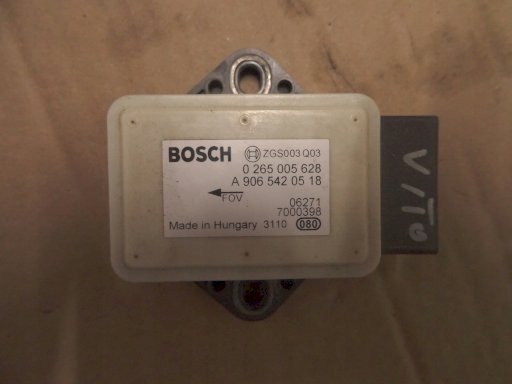 BOSCH ZGS003 Q03
0 265 005 628
A 906 542 05 18
FOV
06271
7000398
Made in Hungary 3110 080